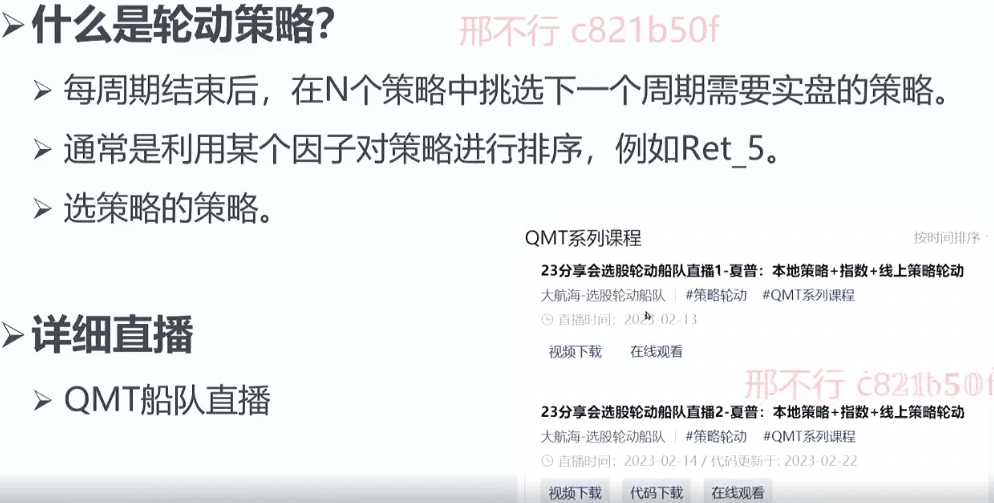 什么是轮动策略?
邢不行 c821b50f
每周期结束后，在N个策略中挑选下一个周期需要实盘的策略。
通常是利用某个因子对策略进行排序，例如Ret_5。
选策略的策略。
QMT系列课程
按时间排序
23分享会选股轮动船队直播1-夏普：本地策略+指数+线上策略轮动
大航海-选股轮动船队 #策略轮动 #QMT系列课程
直播时间：2023-02-13
视频下载 在线观看
详细直播
QMT船队直播
邢不行 c821b50f
23分享会选股轮动船队直播2-夏普：本地策略+指数+线上策略轮动
大航海-选股轮动船队 #策略轮动 #QMT系列课程
直播时间：2023-02-14 / 代码更新于: 2023-02-22
视频下载 代码下载 在线观看